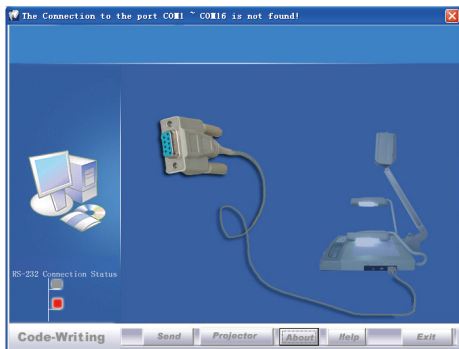 The Connection to the port COM1 ~ COM16 is not found!
RS-232 Connection Status
Code-Writing
Send
Projector
About
Help
Exit